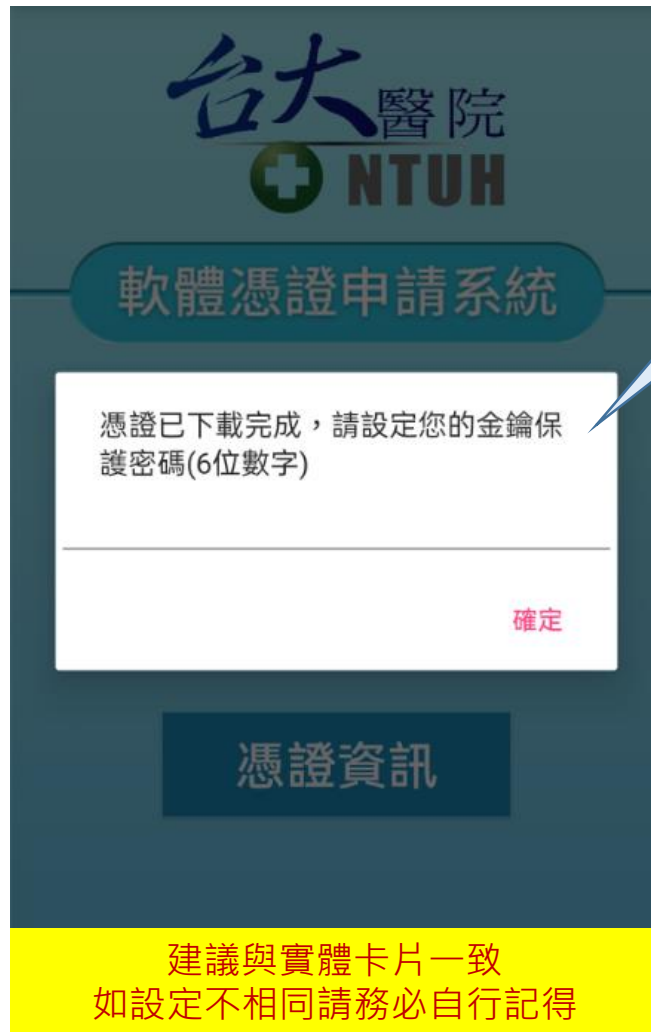 台大醫院
NTUH
軟體憑證申請系統
憑證已下載完成，請設定您的金鑰保
護密碼(6位數字)
確定
憑證資訊
建議與實體卡片一致
如設定不相同請務必自行記得